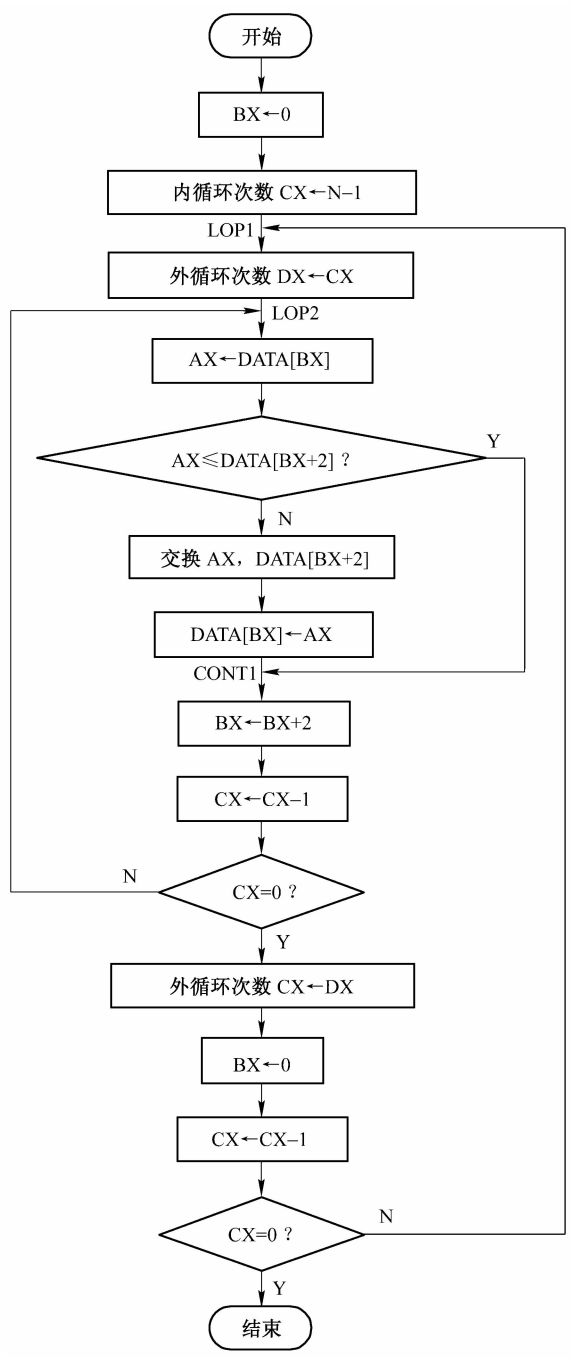 开始
BX←0
内循环次数 CX←N–1
LOP1
外循环次数 DX←CX
LOP2
AX←DATA[BX]
AX≤DATA[BX+2]？
Y
N
交换 AX，DATA[BX+2]
DATA[BX]←AX
CONT1
BX←BX+2
CX←CX–1
CX=0？
N
Y
外循环次数 CX←DX
BX←0
CX←CX–1
CX=0？
N
Y
结束